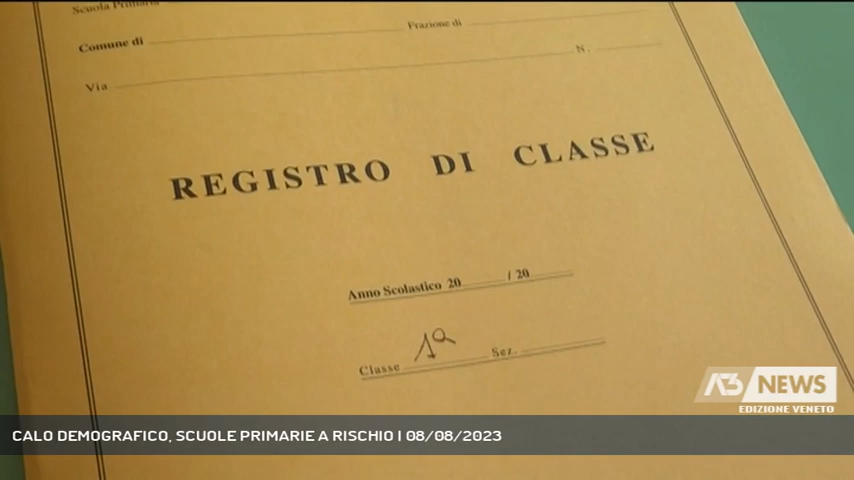 Scuola Primaria
Comune di Frazione di
Via N.
REGISTRO DI CLASSE
Anno Scolastico 20 / 20
Classe 1ª Sez.
A3 NEWS
EDIZIONE VENETO
CALO DEMOGRAFICO, SCUOLE PRIMARIE A RISCHIO | 08/08/2023